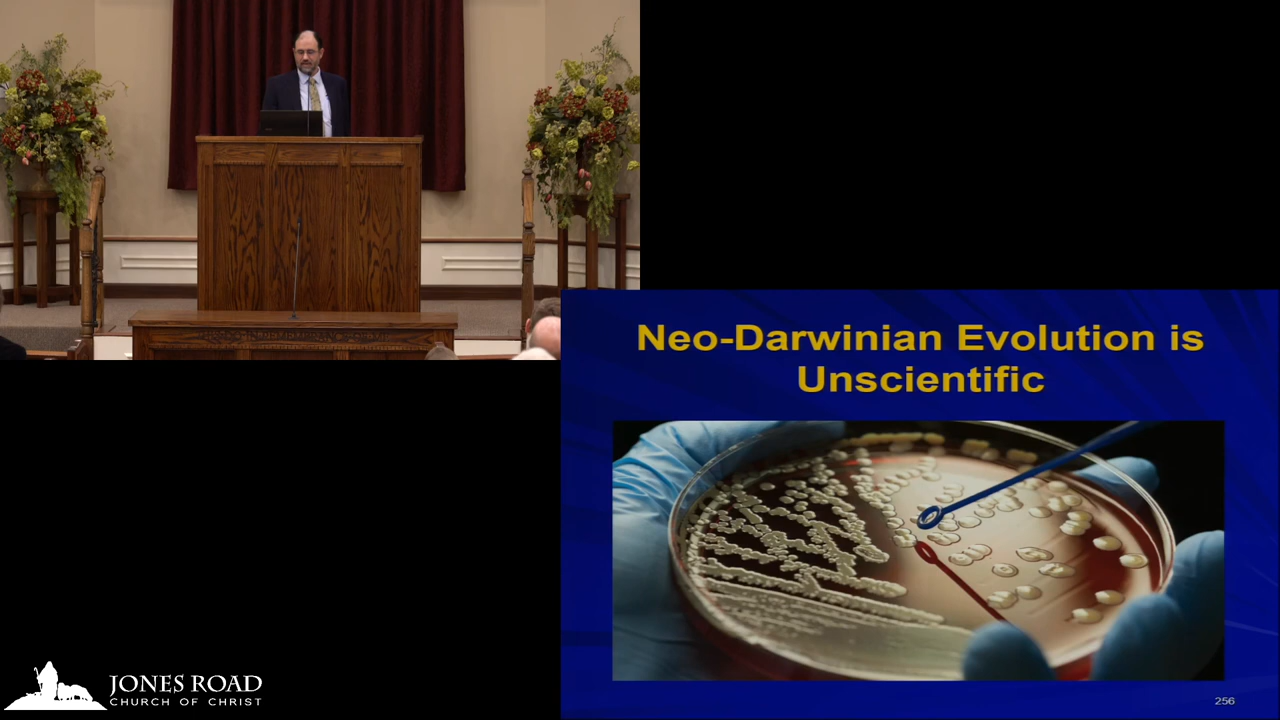 Neo-Darwinian Evolution is
Unscientific
256
JONES ROAD
CHURCH OF CHRIST